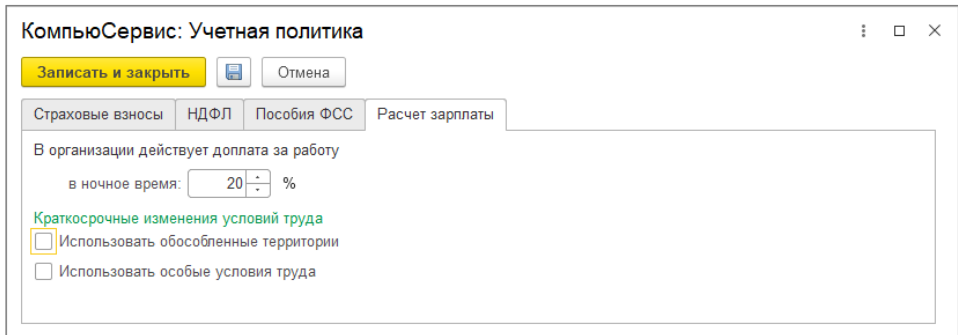 КомпьюСервис: Учетная политика
Записать и закрыть Отмена
Страховые взносы НДФЛ Пособия ФСС Расчет зарплаты
В организации действует доплата за работу
в ночное время: 20 %
Краткосрочные изменения условий труда
Использовать обособленные территории
Использовать особые условия труда